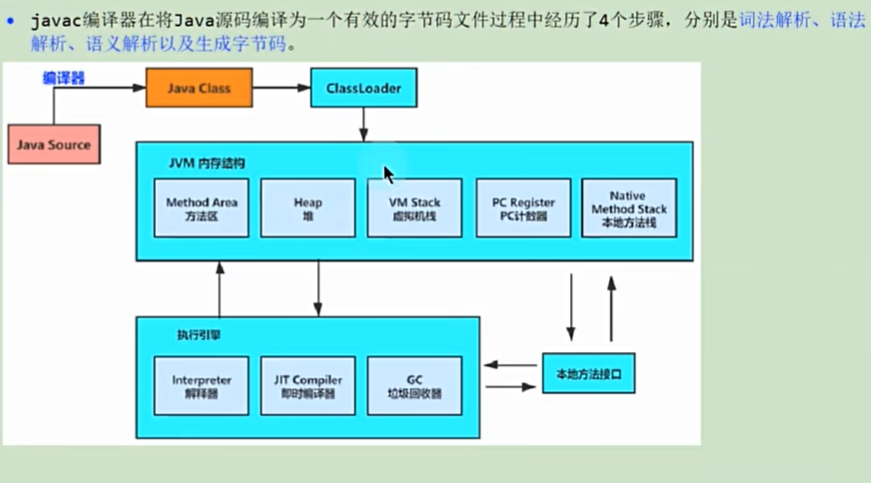 javac编译器在将Java源码编译为一个有效的字节码文件过程中经历了4个步骤，分别是词法解析、语法
解析、语义解析以及生成字节码。
编译器
Java Class
ClassLoader
Java Source
JVM 内存结构
Method Area
方法区
Heap
堆
VM Stack
虚拟机栈
PC Register
PC计数器
Native
Method Stack
本地方法栈
执行引擎
Interpreter
解释器
JIT Compiler
即时编译器
GC
垃圾回收器
本地方法接口